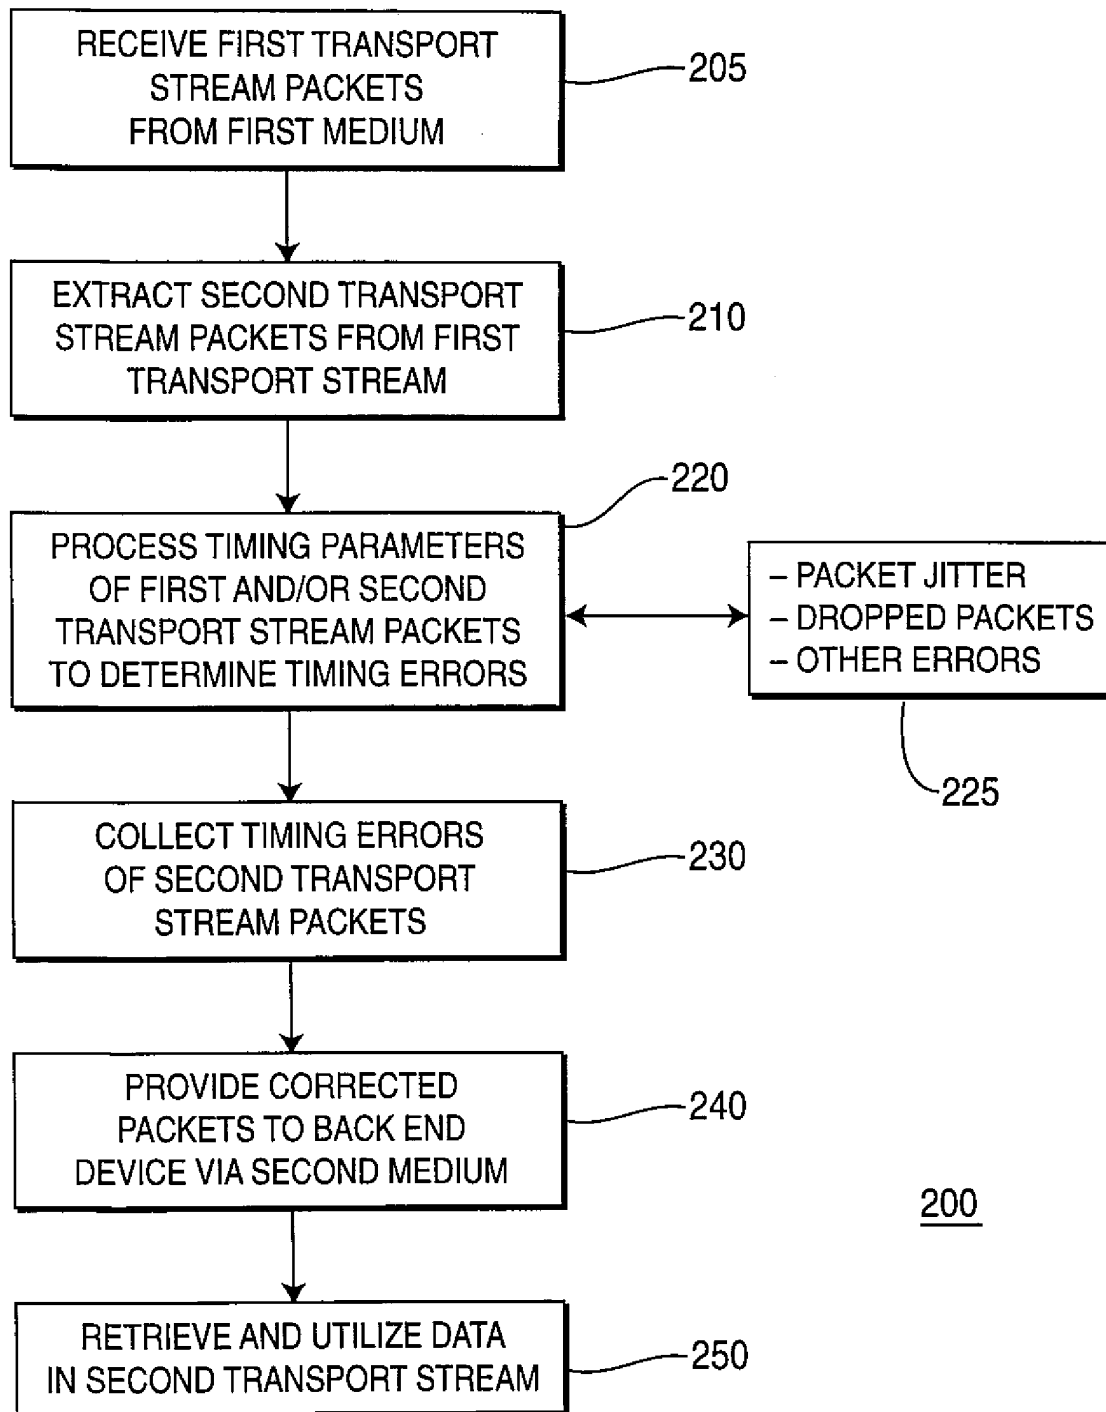 RECEIVE FIRST TRANSPORT
STREAM PACKETS
FROM FIRST MEDIUM
205
EXTRACT SECOND TRANSPORT
STREAM PACKETS FROM FIRST
TRANSPORT STREAM
210
220
PROCESS TIMING PARAMETERS
OF FIRST AND/OR SECOND
TRANSPORT STREAM PACKETS
TO DETERMINE TIMING ERRORS
– PACKET JITTER
– DROPPED PACKETS
– OTHER ERRORS
225
COLLECT TIMING ERRORS
OF SECOND TRANSPORT
STREAM PACKETS
230
PROVIDE CORRECTED
PACKETS TO BACK END
DEVICE VIA SECOND MEDIUM
240
200
RETRIEVE AND UTILIZE DATA
IN SECOND TRANSPORT STREAM
250